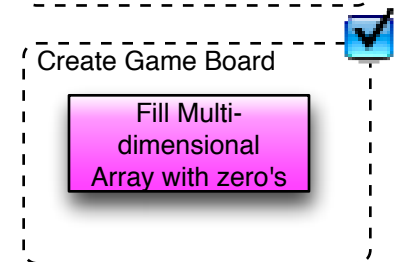 Create Game Board
Fill Multi-
dimensional
Array with zero's